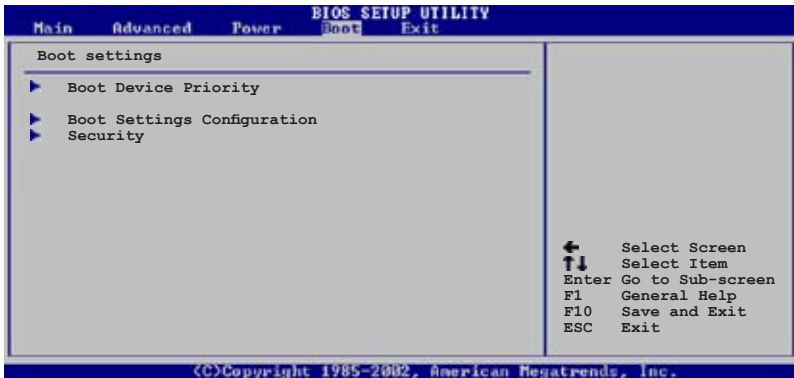 BIOS SETUP UTILITY
Main Advanced Power Boot Exit
Boot settings
Boot Device Priority
Boot Settings Configuration
Security
← Select Screen
↑↓ Select Item
Enter Go to Sub-screen
F1 General Help
F10 Save and Exit
ESC Exit
(C)Copyright 1985-2002, American Megatrends, Inc.